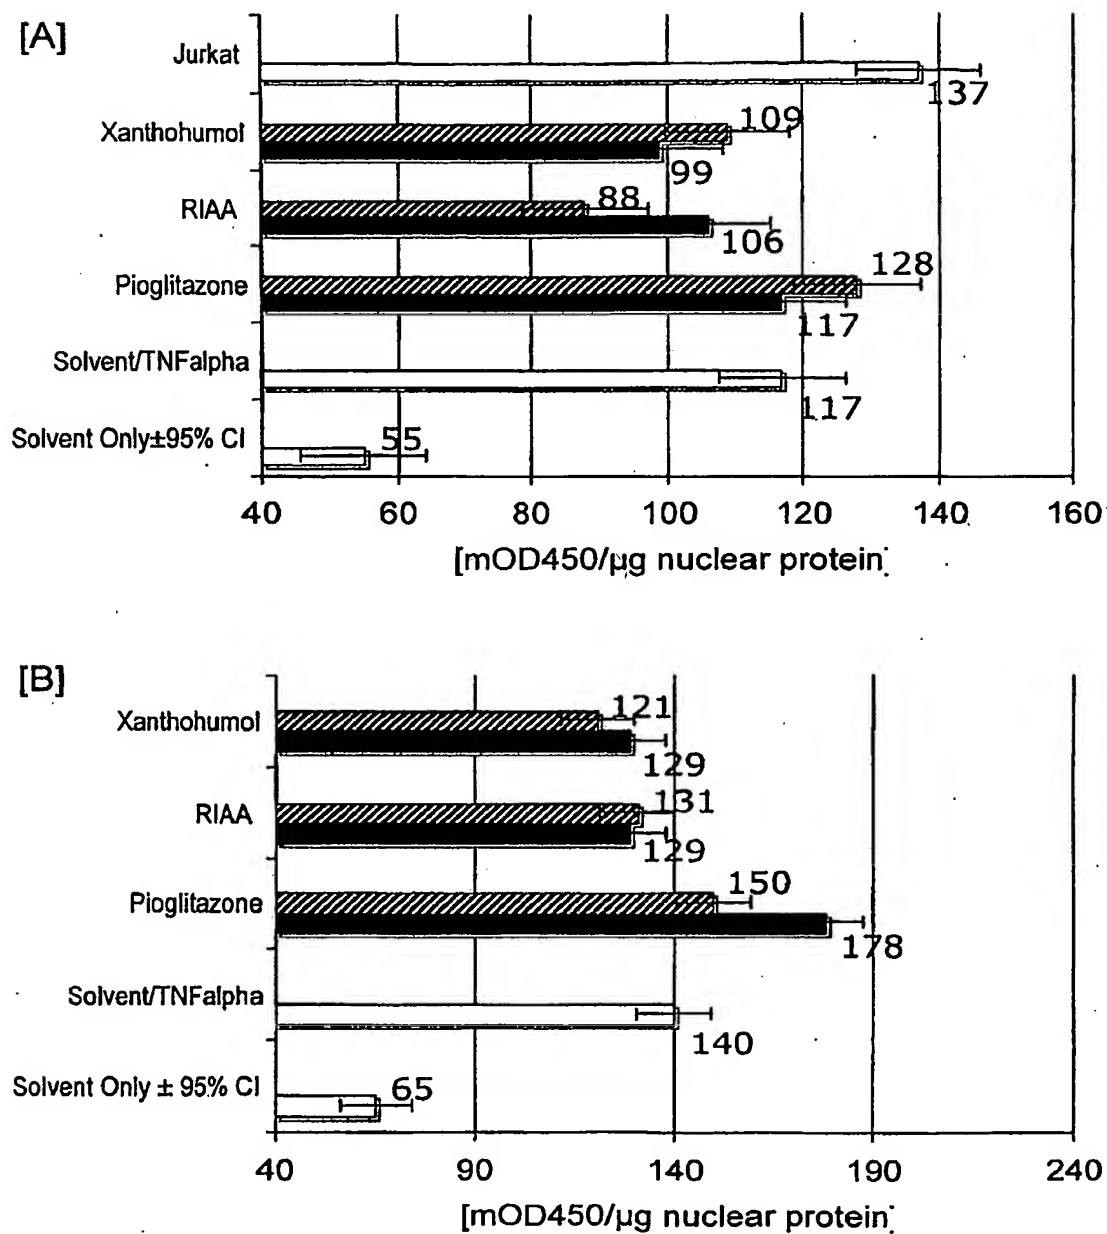 [A]
Jurkat
137
Xanthohumol
109
99
RIAA
88
106
Pioglitazone
128
117
Solvent/TNFalpha
117
Solvent Only±95% CI
55
40 60 80 100 120 140 160
[mOD450/µg nuclear protein]
[B]
Xanthohumol
121
129
RIAA
131
129
Pioglitazone
150
178
Solvent/TNFalpha
140
Solvent Only ± 95% CI
65
40 90 140 190 240
[mOD450/µg nuclear protein]